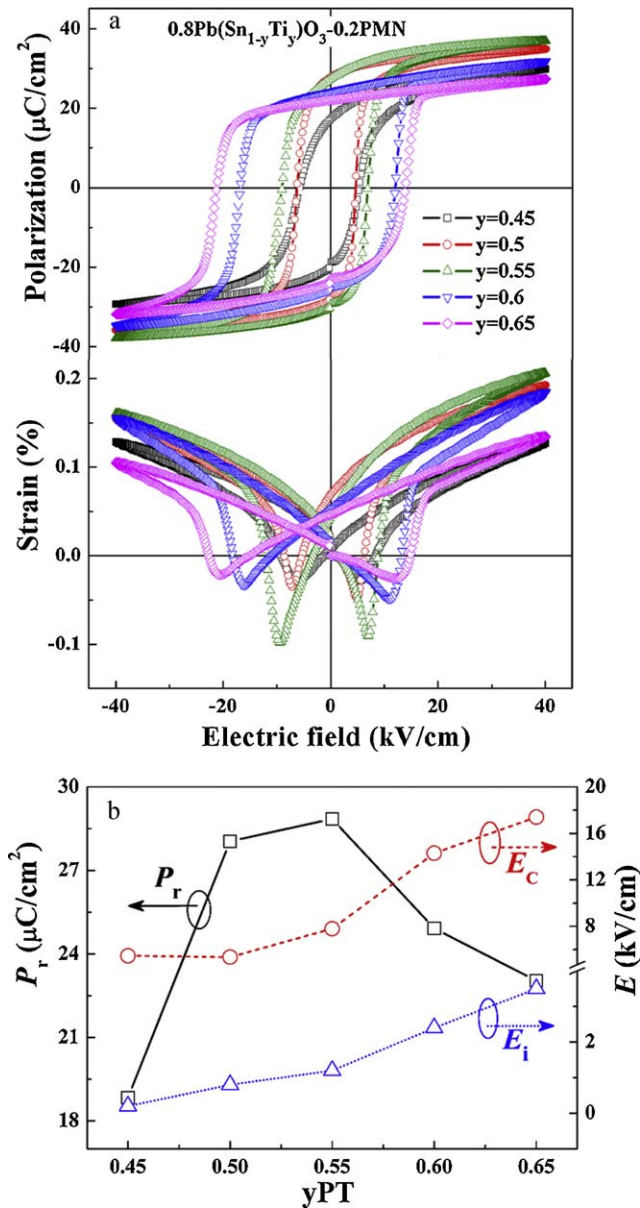 a
0.8Pb(Sn1-yTiy)O3-0.2PMN
Polarization (μC/cm2)
40
20
0
-20
-40
y=0.45
y=0.5
y=0.55
y=0.6
y=0.65
Strain (%)
0.2
0.1
0.0
-0.1
-40
-20
0
20
40
Electric field (kV/cm)
b
Pr (μC/cm2)
30
27
24
21
18
Pr
EC
Ei
20
16
12
8
2
0
E (kV/cm)
0.45
0.50
0.55
0.60
0.65
yPT